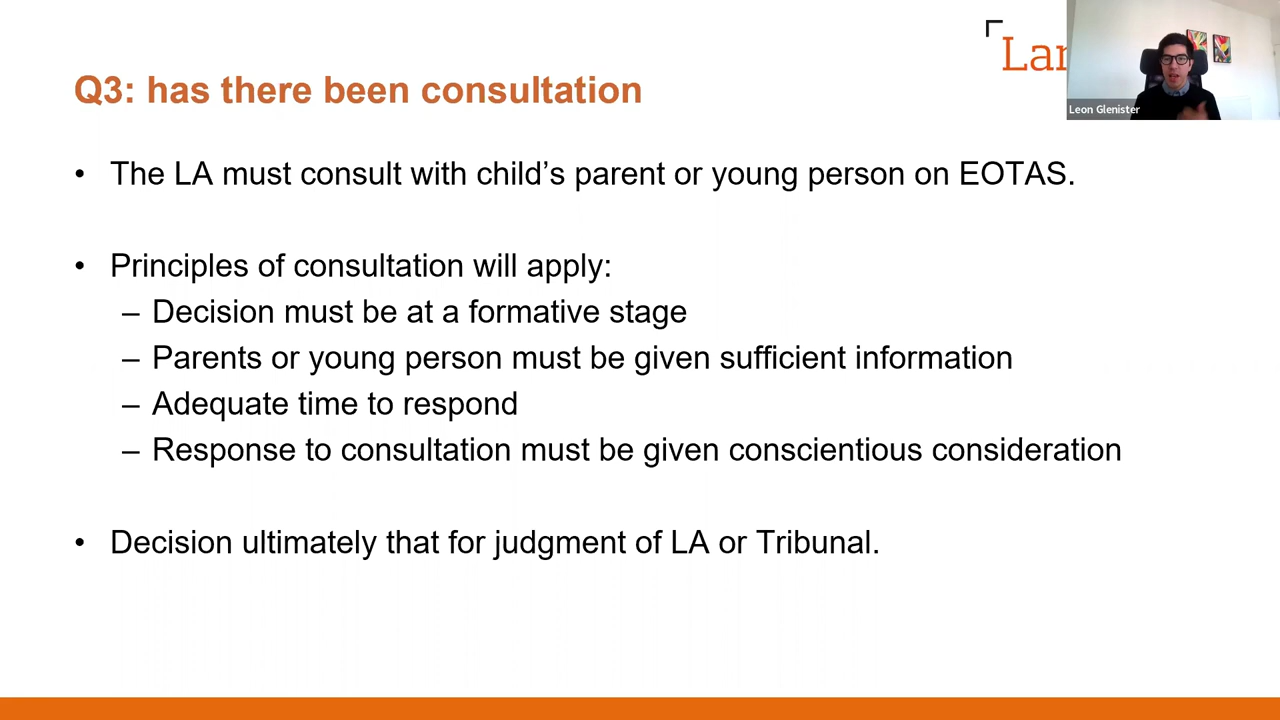 Lan
Leon Glenister
Q3: has there been consultation
• The LA must consult with child's parent or young person on EOTAS.
• Principles of consultation will apply:
– Decision must be at a formative stage
– Parents or young person must be given sufficient information
– Adequate time to respond
– Response to consultation must be given conscientious consideration
• Decision ultimately that for judgment of LA or Tribunal.